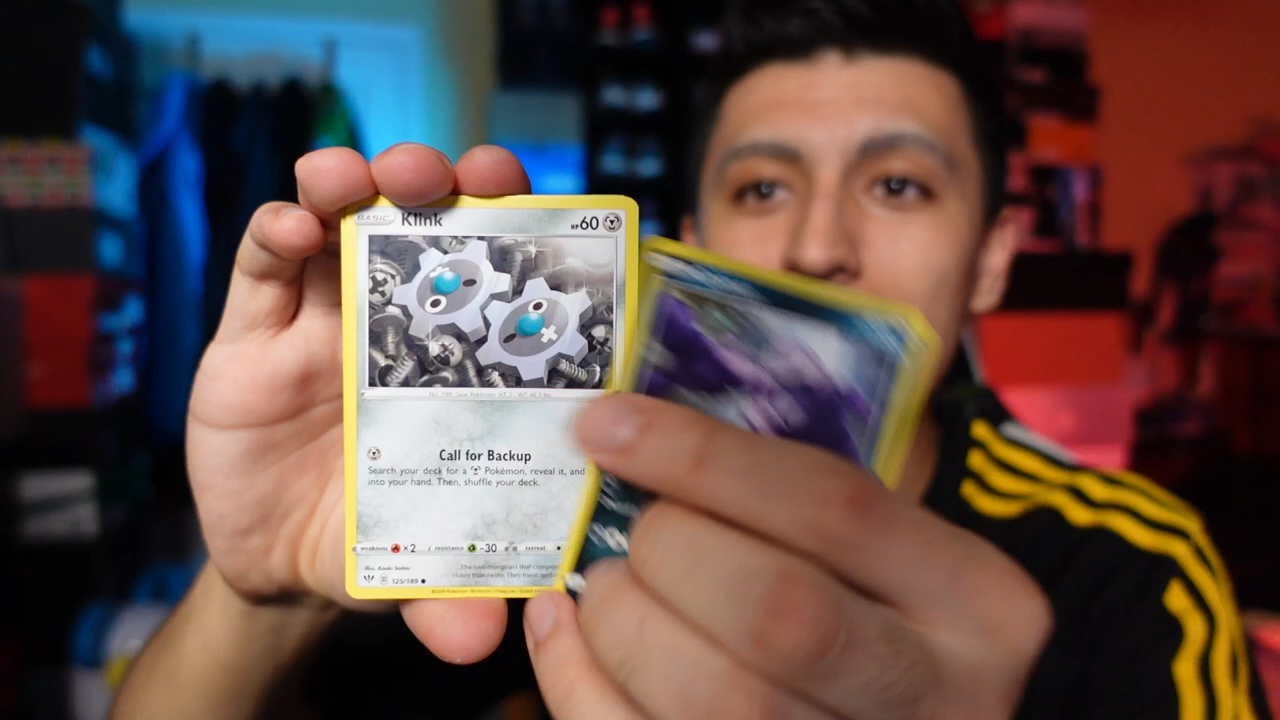 BASIC Klink HP60
Call for Backup
Search your deck for a Pokémon, reveal it, and
into your hand. Then, shuffle your deck.
weakness ×2 resistance -30 retreat
illus.
D 125/189